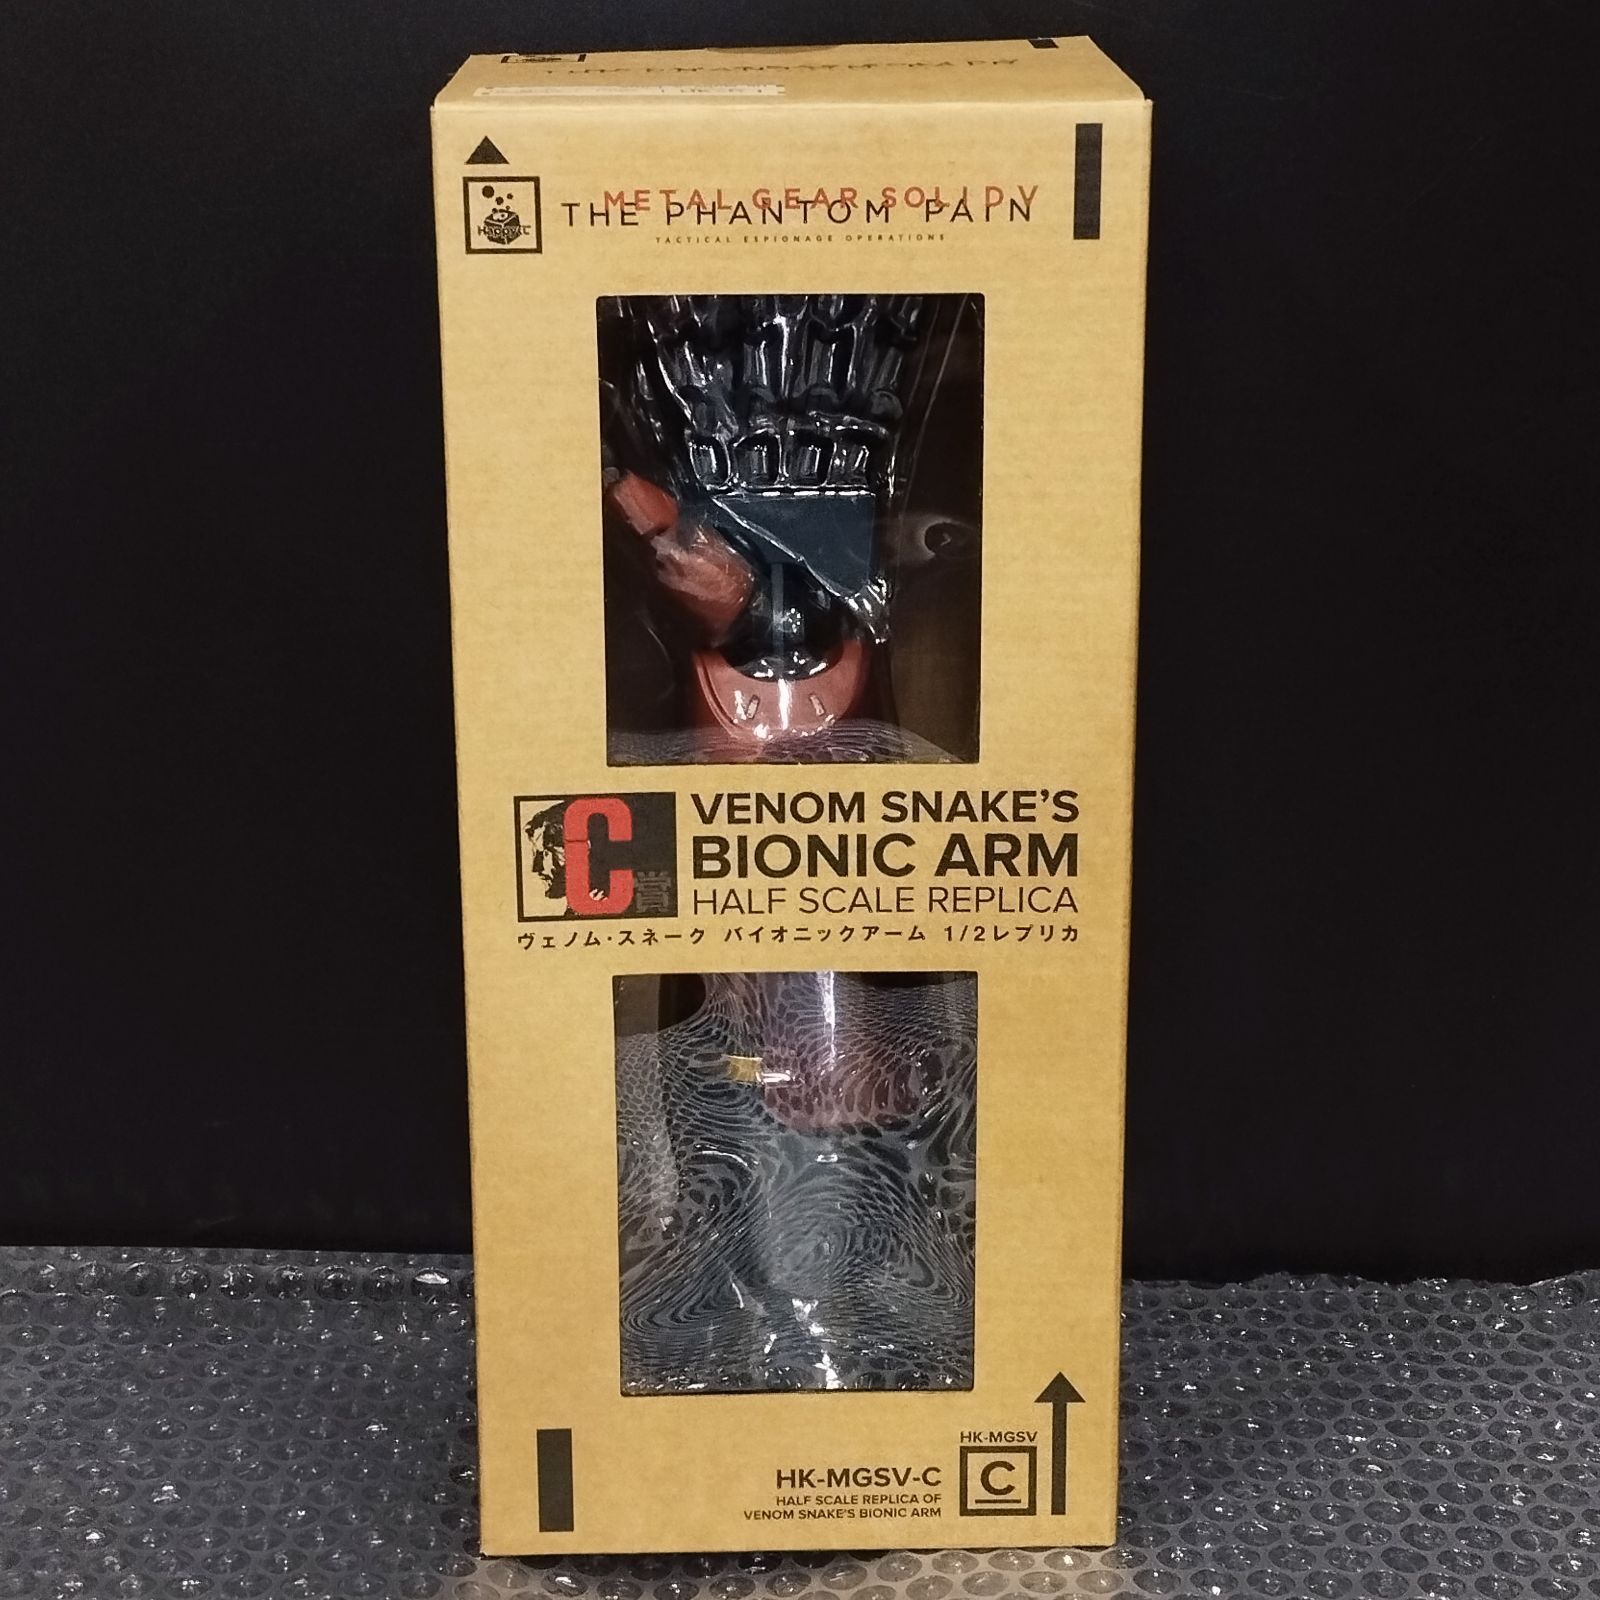 METAL GEAR SOLID V
THE PHANTOM PAIN
TACTICAL ESPIONAGE OPERATIONS
C賞
VENOM SNAKE'S
BIONIC ARM
HALF SCALE REPLICA
ヴェノム・スネーク バイオニックアーム 1/2レプリカ
HK-MGSV
C
HK-MGSV-C
HALF SCALE REPLICA OF
VENOM SNAKE'S BIONIC ARM